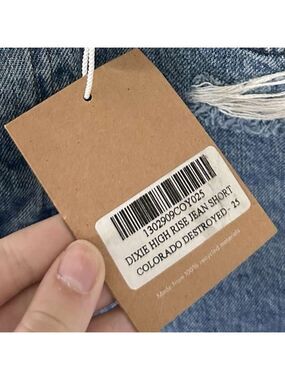 1302909COY025
DIXIE HIGH RISE JEAN SHORT
COLORADO DESTROYED - 25
Made from 100% recycled materials